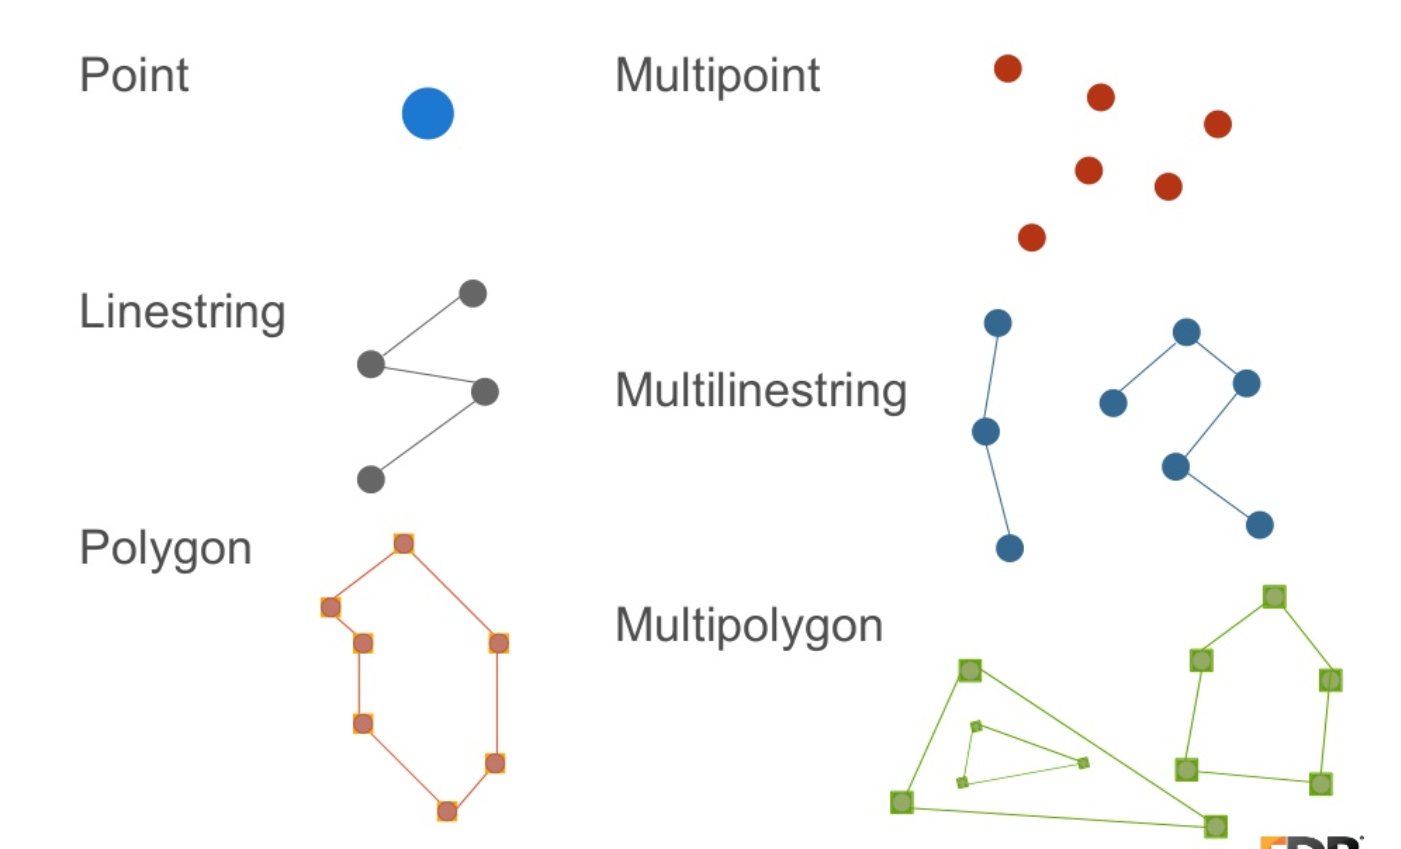 Point
Multipoint
Linestring
Multilinestring
Polygon
Multipolygon